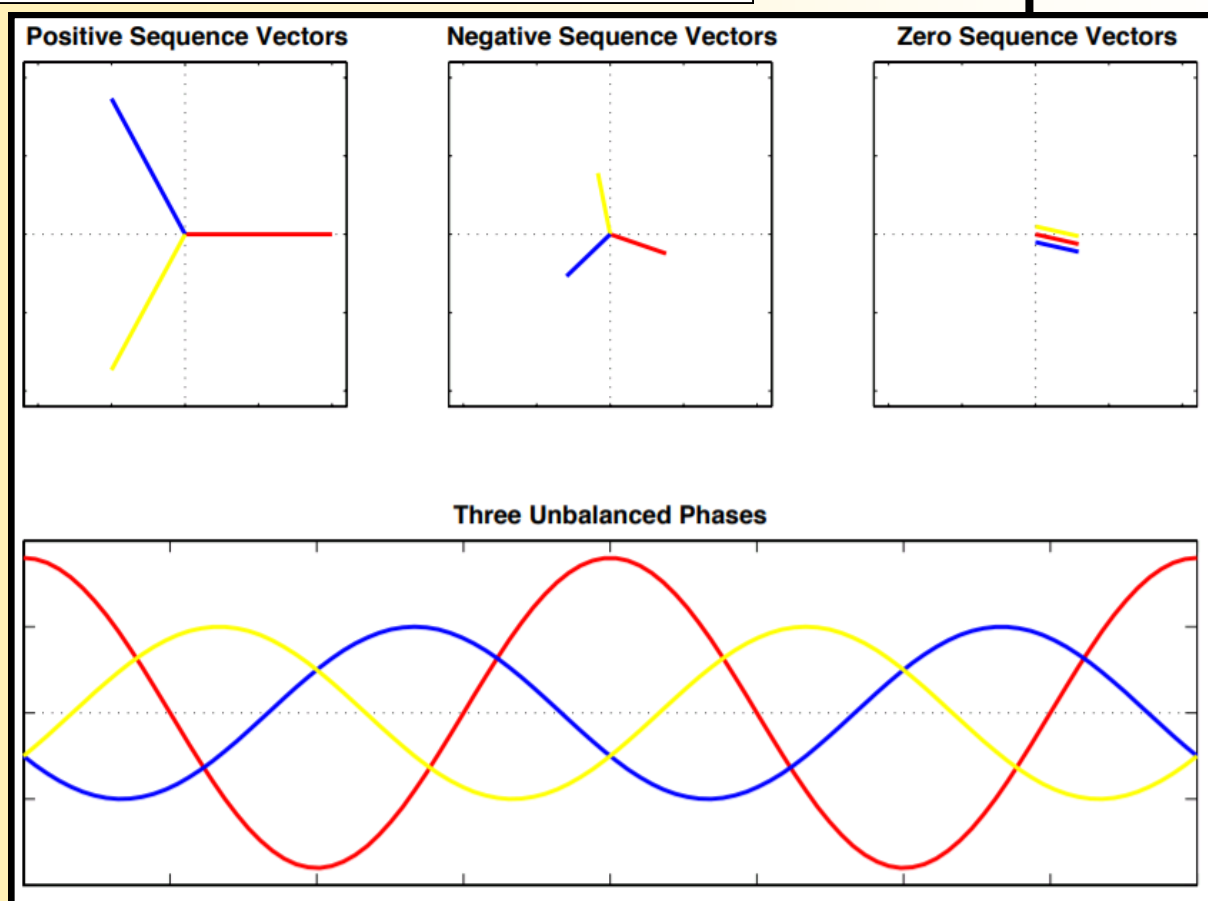 Positive Sequence Vectors
Negative Sequence Vectors
Zero Sequence Vectors
Three Unbalanced Phases